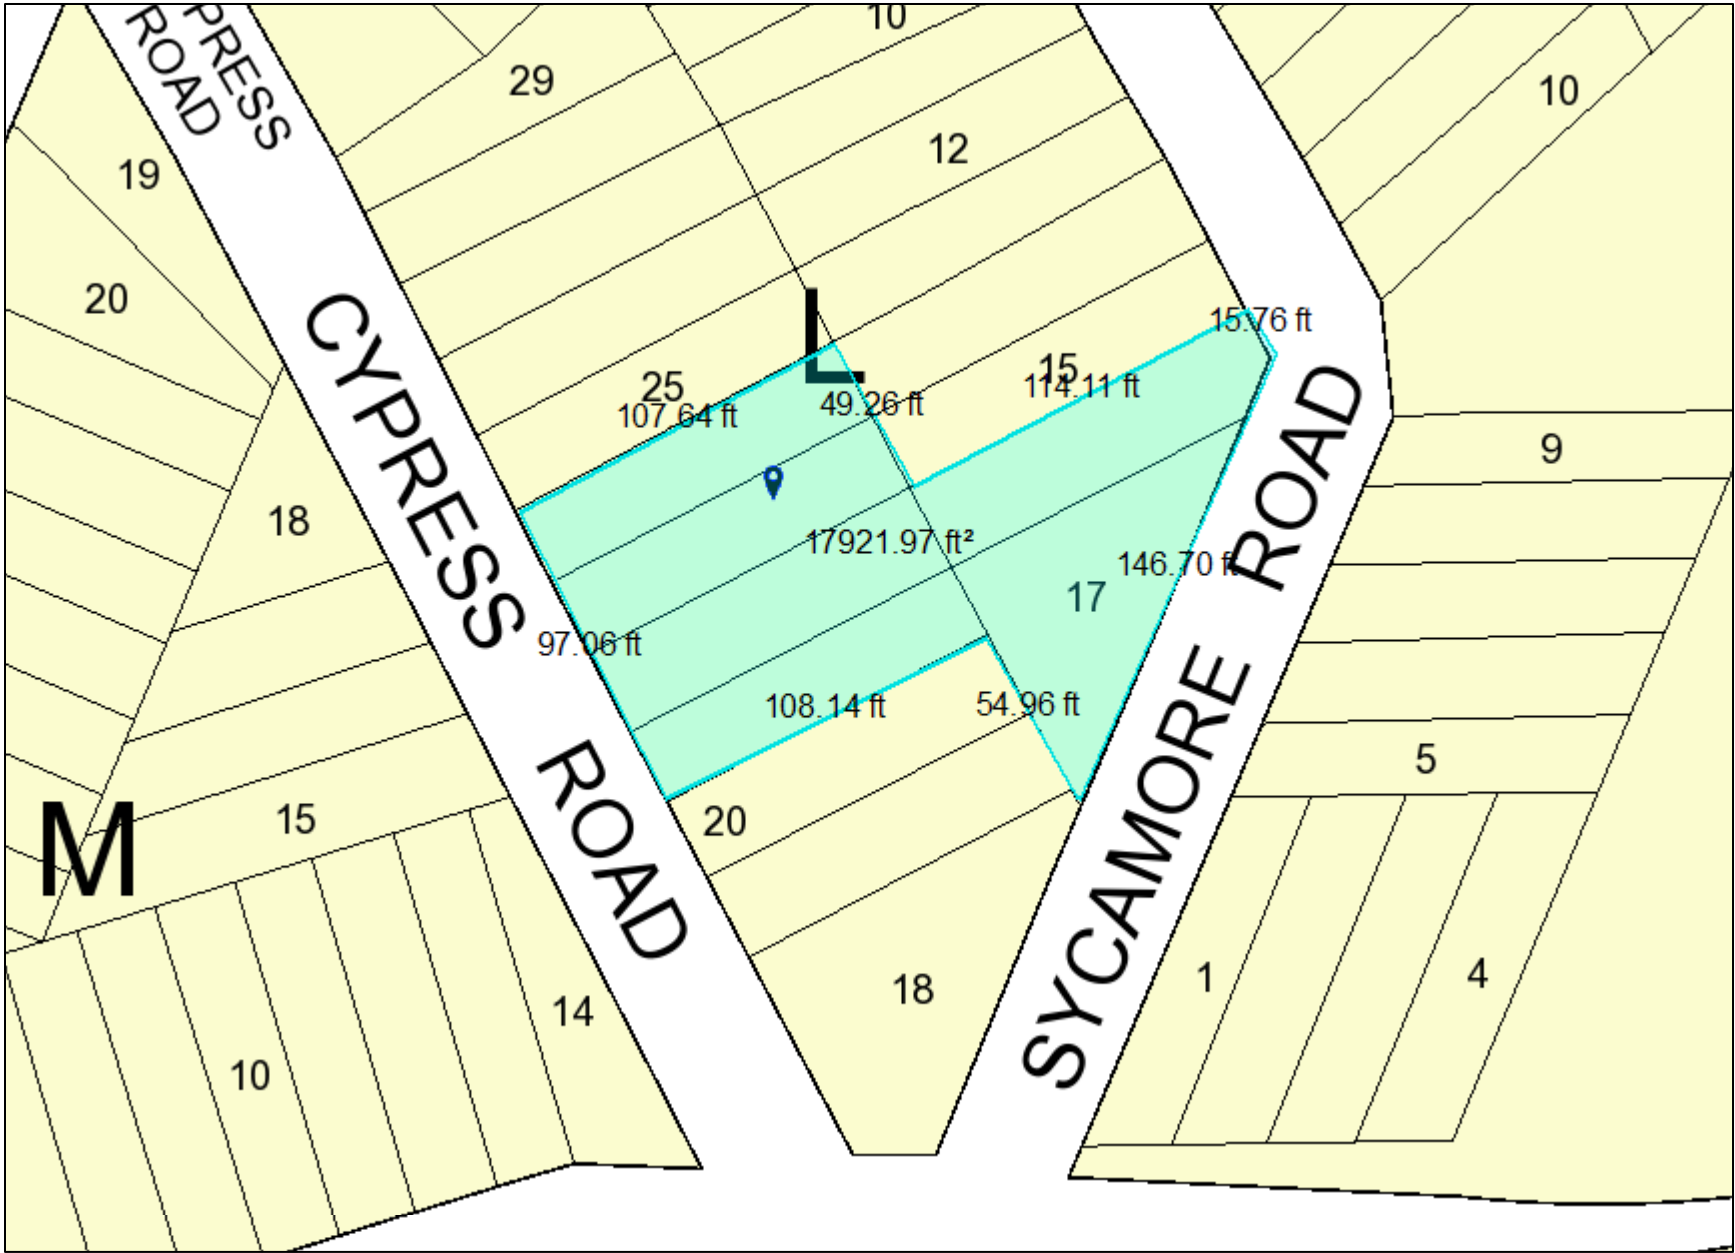 PRESS
ROAD
10
29
10
12
19
20
CYPRESS
L
15.76 ft
15
25
114.11 ft
107.64 ft
49.26 ft
9
18
17921.97 ft²
146.70 ft
17
97.06 ft
108.14 ft
54.96 ft
ROAD
SYCAMORE ROAD
5
M
15
20
18
1
4
14
10